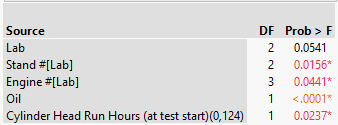 Source DF Prob > F
Lab 2 0.0541
Stand #[Lab] 2 0.0156*
Engine #[Lab] 3 0.0441*
Oil 1 <.0001*
Cylinder Head Run Hours (at test start)(0,124) 1 0.0237*